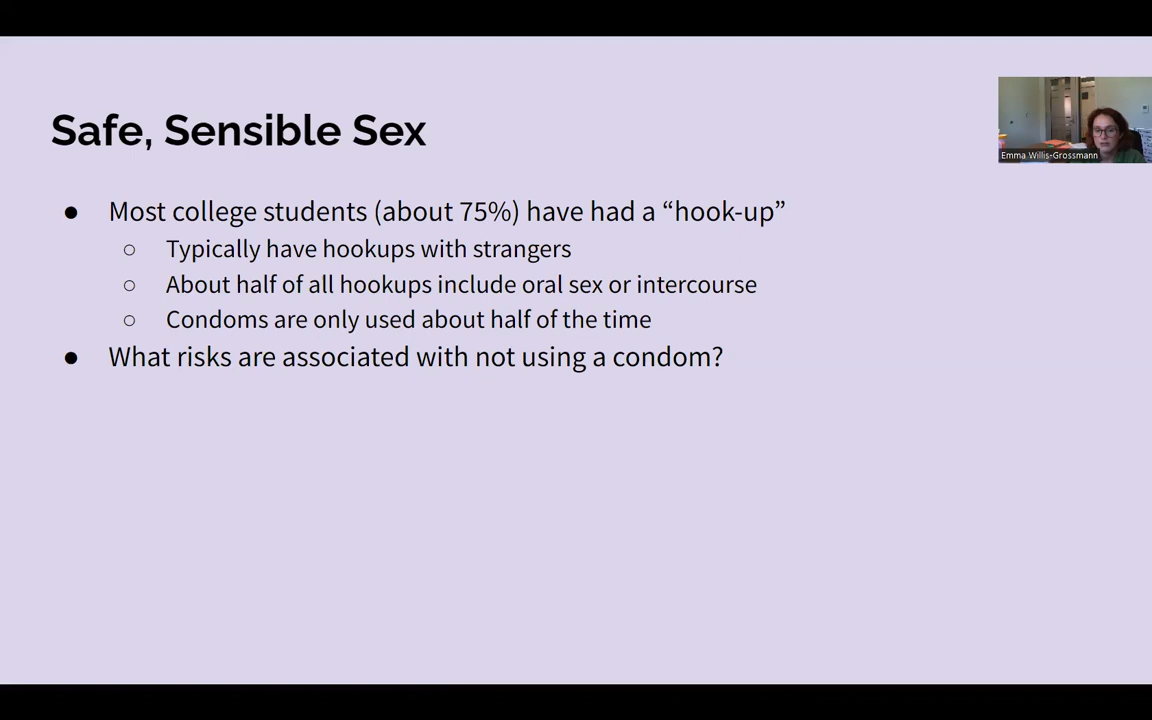 Safe, Sensible Sex
Emma Willis-Grossmann
● Most college students (about 75%) have had a “hook-up”
○ Typically have hookups with strangers
○ About half of all hookups include oral sex or intercourse
○ Condoms are only used about half of the time
● What risks are associated with not using a condom?